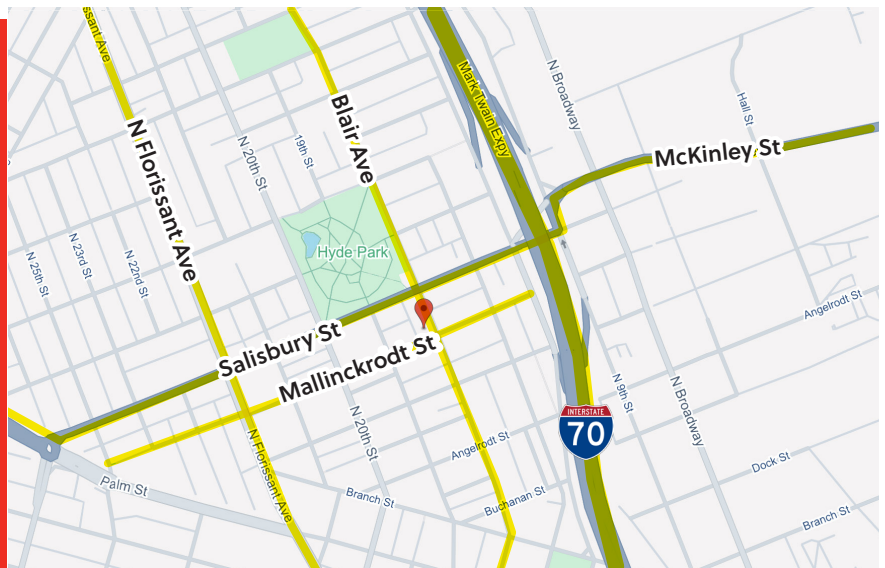 ssant Ave
N Florissant Ave
N 20th St
19th St
Blair Ave
Mark Twain Expy
N Broadway
Hall St
McKinley St
N 25th St
N 23rd St
N 22nd St
Hyde Park
Salisbury St
Mallinckrodt St
Angelrodt St
INTERSTATE
70
N 9th St
N Broadway
N 20th St
N Florissant Ave
Angelrodt St
Palm St
Branch St
Buchanan St
Dock St
Branch St